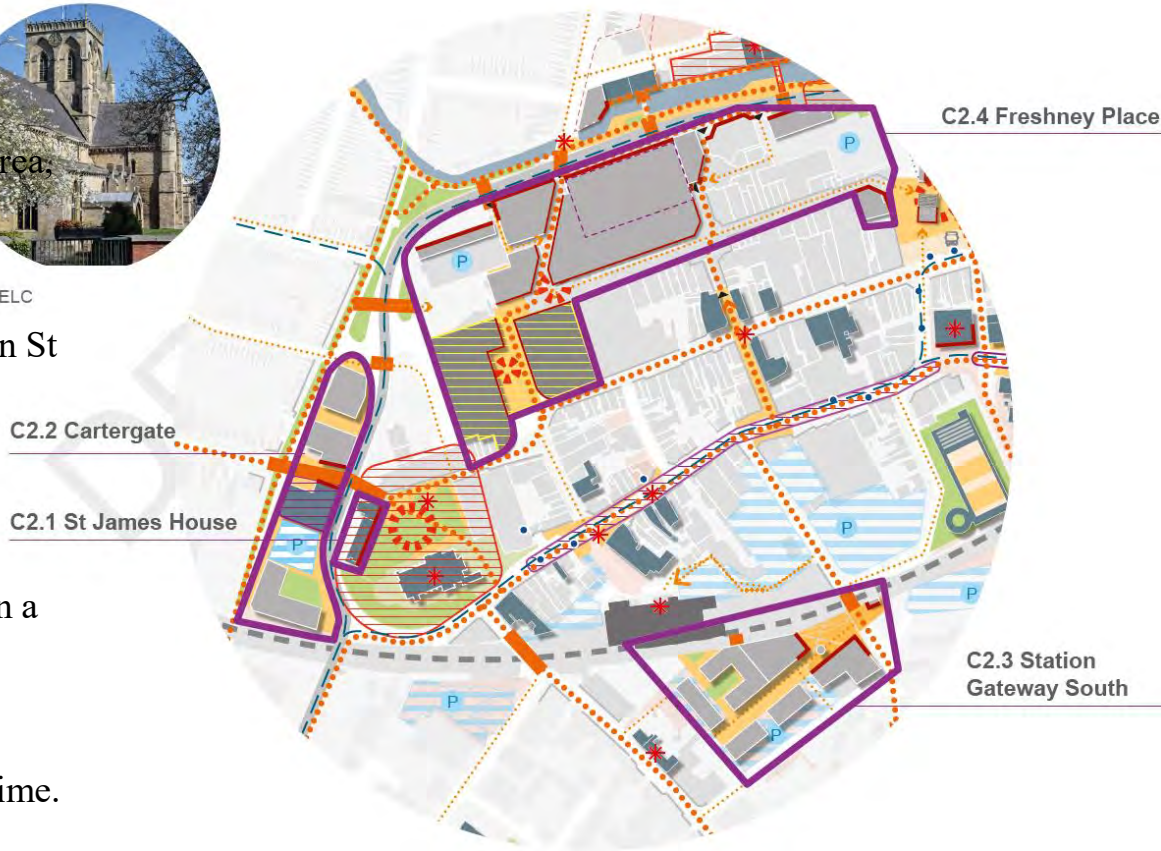 rea,
ELC
n St
C2.4 Freshney Place
P
P
C2.2 Cartergate
C2.1 St James House
P
P
P
n a
C2.3 Station
Gateway South
P
P
ime.